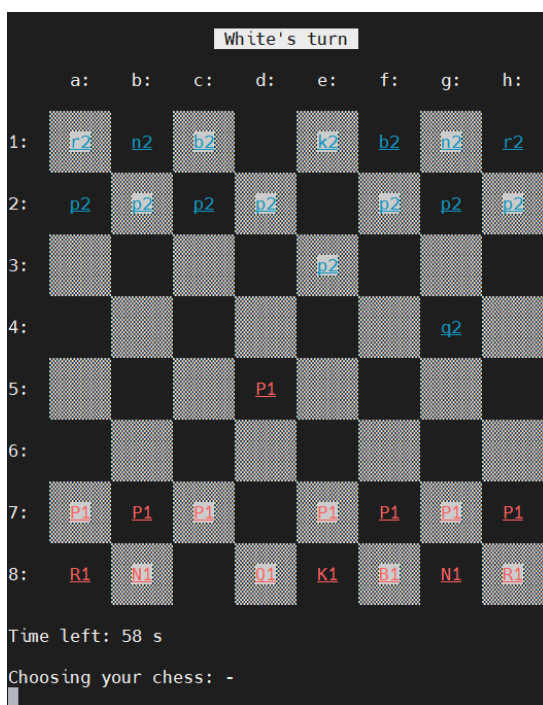 White's turn
a: b: c: d: e: f: g: h:
1: r2 n2 b2 k2 b2 n2 r2
2: p2 p2 p2 p2 p2 p2 p2
3: p2
4: q2
5: P1
6:
7: P1 P1 P1 P1 P1 P1 P1
8: R1 N1 Q1 K1 B1 N1 R1
Time left: 58 s
Choosing your chess: -